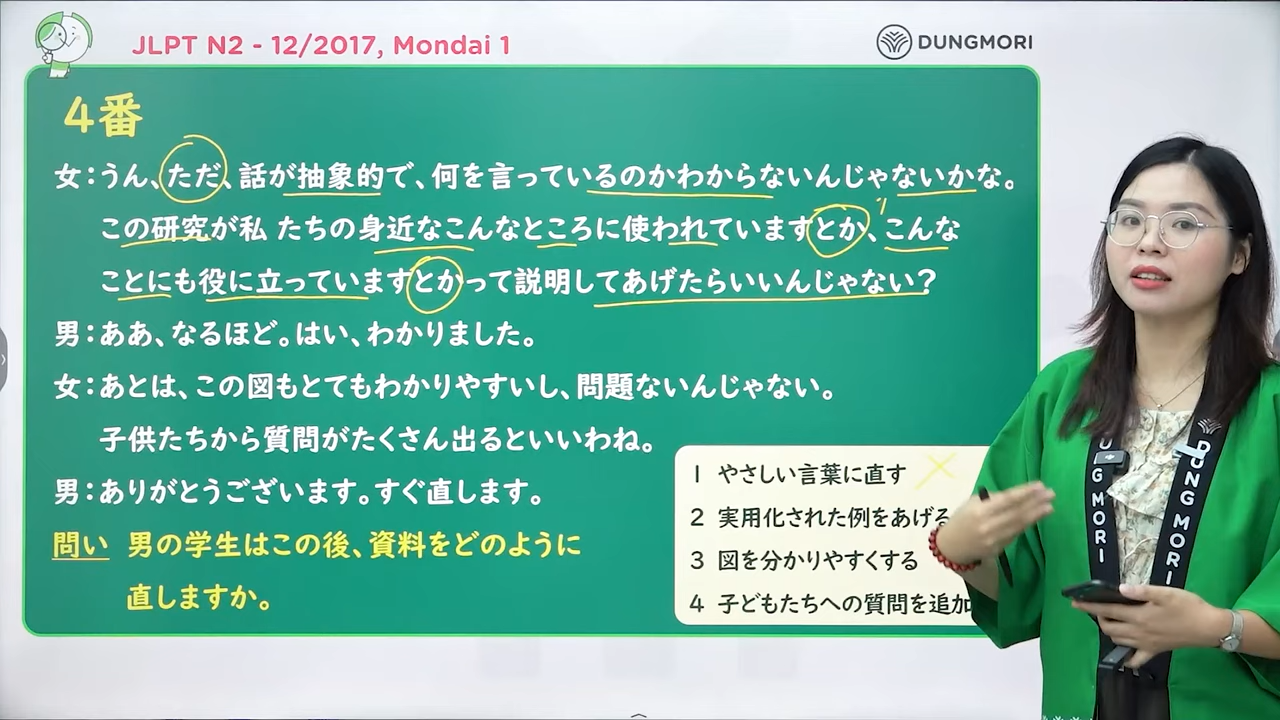 JLPT N2 - 12/2017, Mondai 1
DUNGMORI
4番
女：うん、ただ、話が抽象的で、何を言っているのかわからないんじゃないかな。
この研究が私 たちの身近なこんなところに使われていますとか、こんな
ことにも役に立っていますとかって説明してあげたらいいんじゃない？
男：ああ、なるほど。はい、わかりました。
女：あとは、この図もとてもわかりやすいし、問題ないんじゃない。
子供たちから質問がたくさん出るといいわね。
男：ありがとうございます。すぐ直します。
問い 男の学生はこの後、資料をどのように
直しますか。
1 やさしい言葉に直す
2 実用化された例をあげる
3 図を分かりやすくする
4 子どもたちへの質問を追加
UNG MORI
DUNG MORI